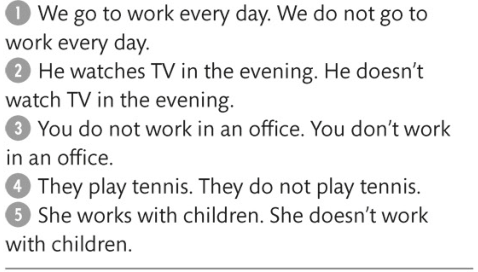 1 We go to work every day. We do not go to
work every day.
2 He watches TV in the evening. He doesn't
watch TV in the evening.
3 You do not work in an office. You don't work
in an office.
4 They play tennis. They do not play tennis.
5 She works with children. She doesn't work
with children.